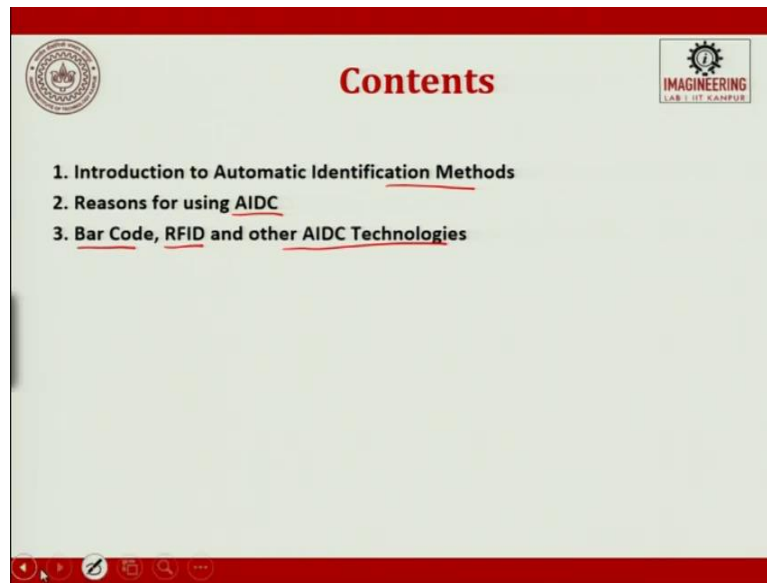 Contents
IMAGINEERING
LAB | IIT KANPUR
1. Introduction to Automatic Identification Methods
2. Reasons for using AIDC
3. Bar Code, RFID and other AIDC Technologies